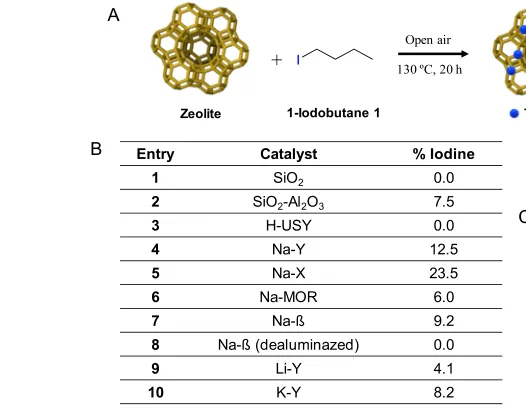 A
+ I
Open air
130 ºC, 20 h
Zeolite
1-Iodobutane 1
B
Entry Catalyst % Iodine
1 SiO2 0.0
2 SiO2-Al2O3 7.5
3 H-USY 0.0
4 Na-Y 12.5
5 Na-X 23.5
6 Na-MOR 6.0
7 Na-ß 9.2
8 Na-ß (dealuminazed) 0.0
9 Li-Y 4.1
10 K-Y 8.2
C